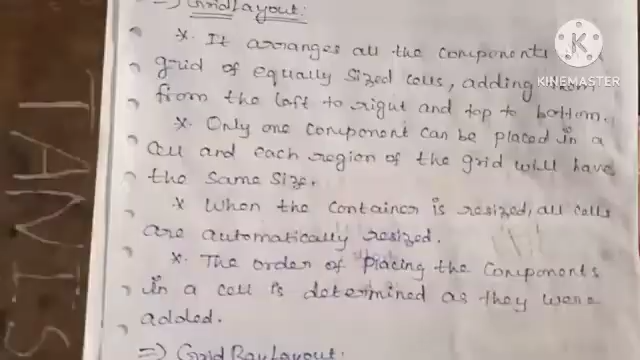 => GridLayout:
* It arranges all the components
grid of equally sized cells, adding them
from the left to right and top to bottom.
* Only one component can be placed in a
cell and each region of the grid will have
the same size.
* When the container is resized, all cells
are automatically resized.
* The order of placing the components
in a cell is determined as they were
added.
=> GridBagLayout:
KINEMASTER
TANIS